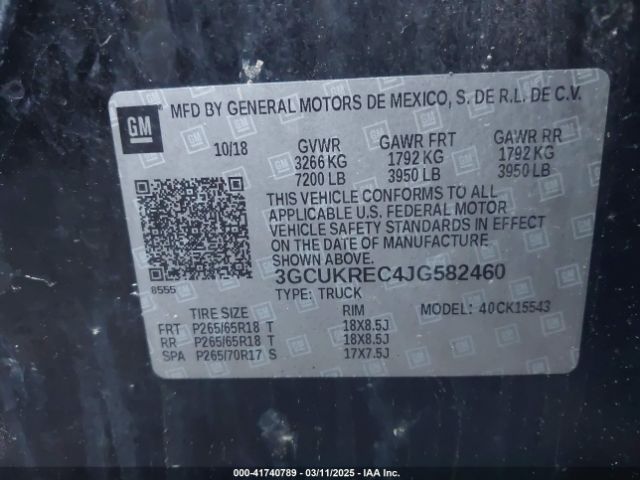 GM
MFD BY GENERAL MOTORS DE MEXICO, S. DE R.L. DE C.V.
10/18 GVWR GAWR FRT GAWR RR
3266 KG 1792 KG 1792 KG
7200 LB 3950 LB 3950 LB
THIS VEHICLE CONFORMS TO ALL
APPLICABLE U.S. FEDERAL MOTOR
VEHICLE SAFETY STANDARDS IN EFFECT
ON THE DATE OF MANUFACTURE
SHOWN ABOVE.
3GCUKREC4JG582460
8555
TYPE: TRUCK
TIRE SIZE RIM MODEL: 40CK15543
FRT P265/65R18 T 18X8.5J
RR P265/65R18 T 18X8.5J
SPA P265/70R17 S 17X7.5J
000-41740789 - 03/11/2025 - IAA Inc.